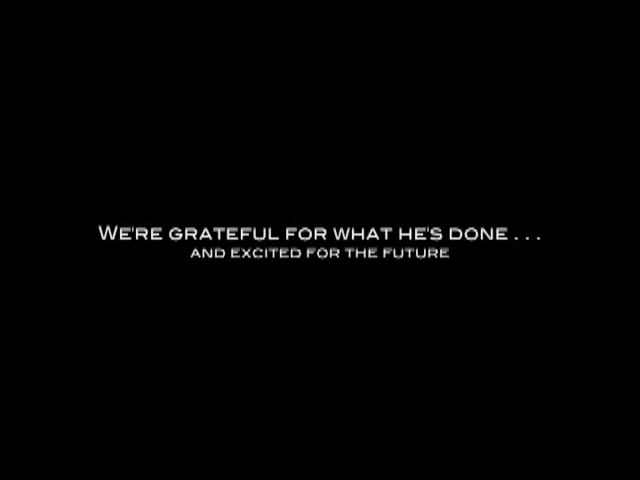 We're grateful for what he's done . . .
and excited for the future